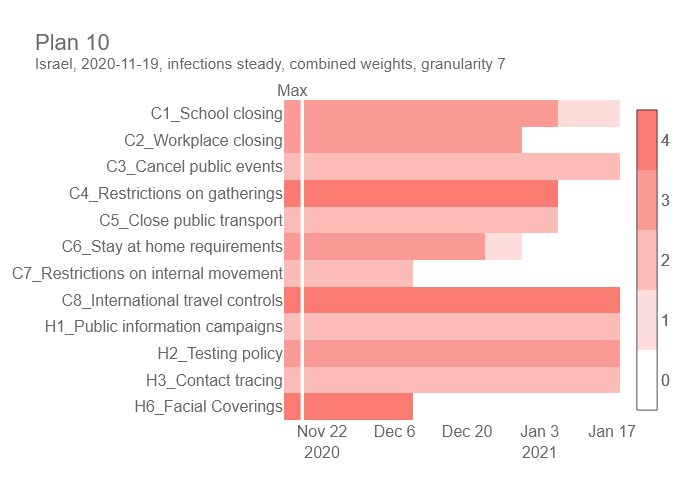 Plan 10
Israel, 2020-11-19, infections steady, combined weights, granularity 7
Max
C1_School closing
C2_Workplace closing
C3_Cancel public events
C4_Restrictions on gatherings
C5_Close public transport
C6_Stay at home requirements
C7_Restrictions on internal movement
C8_International travel controls
H1_Public information campaigns
H2_Testing policy
H3_Contact tracing
H6_Facial Coverings
Nov 22 Dec 6 Dec 20 Jan 3 Jan 17
2020 2021
4
3
2
1
0